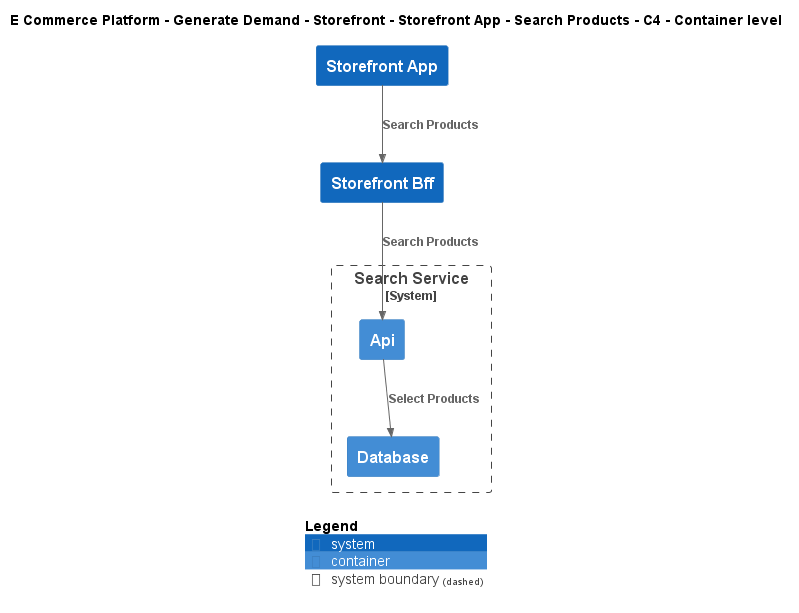 E Commerce Platform - Generate Demand - Storefront - Storefront App - Search Products - C4 - Container level
Storefront App
Search Products
Storefront Bff
Search Products
Search Service
[System]
Api
Select Products
Database
Legend
system
container
system boundary (dashed)